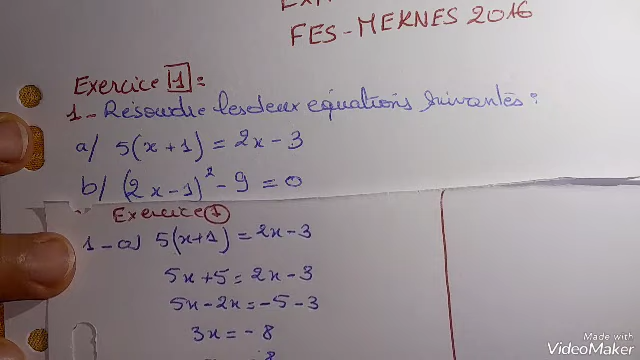 FES-MEKNES 2016
Exercice 1 :
1- Résoudre les deux équations suivantes :
a/ 5(x+1) = 2x-3
b/ (2x-1)² - 9 = 0
Exercice 1
1-a) 5(x+1) = 2x-3
5x+5 = 2x-3
5x-2x = -5-3
3x = -8
Made with
VideoMaker